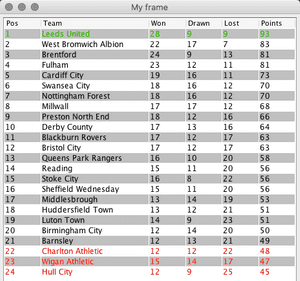 My frame
Pos Team Won Drawn Lost Points
1 Leeds United 28 9 9 93
2 West Bromwich Albion 22 17 7 83
3 Brentford 24 9 13 81
4 Fulham 23 12 11 81
5 Cardiff City 19 16 11 73
6 Swansea City 18 16 12 70
7 Nottingham Forest 18 16 12 70
8 Millwall 17 17 12 68
9 Preston North End 18 12 16 66
10 Derby County 17 13 16 64
11 Blackburn Rovers 17 12 17 63
12 Bristol City 17 12 17 63
13 Queens Park Rangers 16 10 20 58
14 Reading 15 11 20 56
15 Stoke City 16 8 22 56
16 Sheffield Wednesday 15 11 20 56
17 Middlesbrough 13 14 19 53
18 Huddersfield Town 13 12 21 51
19 Luton Town 14 9 23 51
20 Birmingham City 12 14 20 50
21 Barnsley 12 13 21 49
22 Charlton Athletic 12 12 22 48
23 Wigan Athletic 15 14 17 47
24 Hull City 12 9 25 45